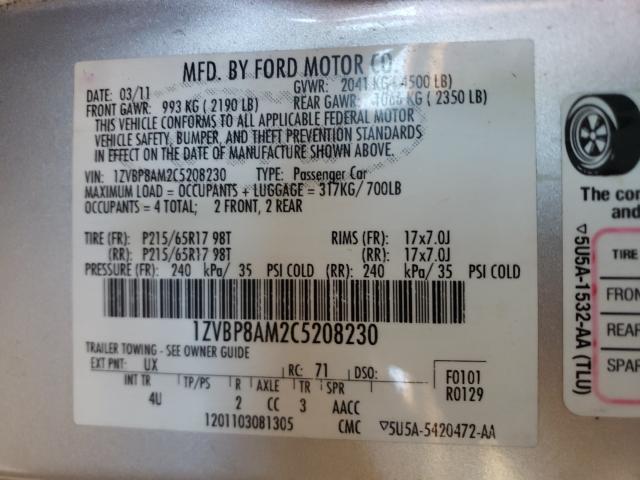 MFD. BY FORD MOTOR CO.
DATE: 03/11 GVWR: 2041 KG ( 4500 LB)
FRONT GAWR: 993 KG ( 2190 LB) REAR GAWR: 1066 KG ( 2350 LB)
THIS VEHICLE CONFORMS TO ALL APPLICABLE FEDERAL MOTOR
VEHICLE SAFETY, BUMPER, AND THEFT PREVENTION STANDARDS
IN EFFECT ON THE DATE OF MANUFACTURE SHOWN ABOVE.
VIN: 1ZVBP8AM2C5208230 TYPE: Passenger Car
MAXIMUM LOAD = OCCUPANTS + LUGGAGE = 317KG/ 700LB
OCCUPANTS = 4 TOTAL; 2 FRONT, 2 REAR
TIRE (FR): P215/65R17 98T RIMS (FR): 17x7.0J
(RR): P215/65R17 98T (RR): 17x7.0J
PRESSURE (FR): 240 kPa/ 35 PSI COLD (RR): 240 kPa/ 35 PSI COLD
1ZVBP8AM2C5208230
TRAILER TOWING - SEE OWNER GUIDE
EXT PNT: UX RC: 71 DSO: F0101
INT TR TP/PS R AXLE TR SPR R0129
4U 2 CC 3 AACC
1201103081305 CMC ▽5U5A-5420472-AA
The con
and
▽5U5A-1532-AA (TLU)
TIRE
FRON
REAR
SPAR